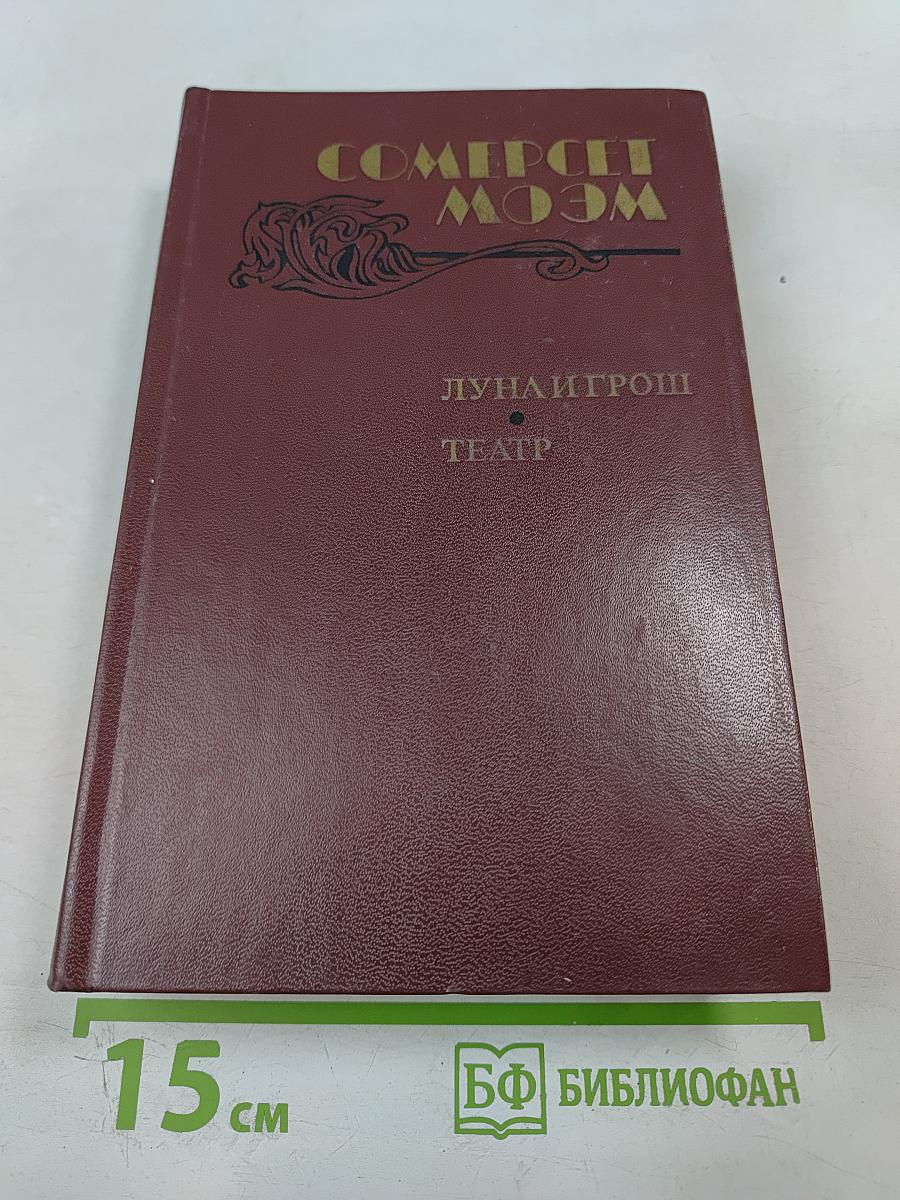 СОМЕРСЕТ
МОЭМ
ЛУНА И ГРОШ
ТЕАТР
15 см
БФ БИБЛИОФАН